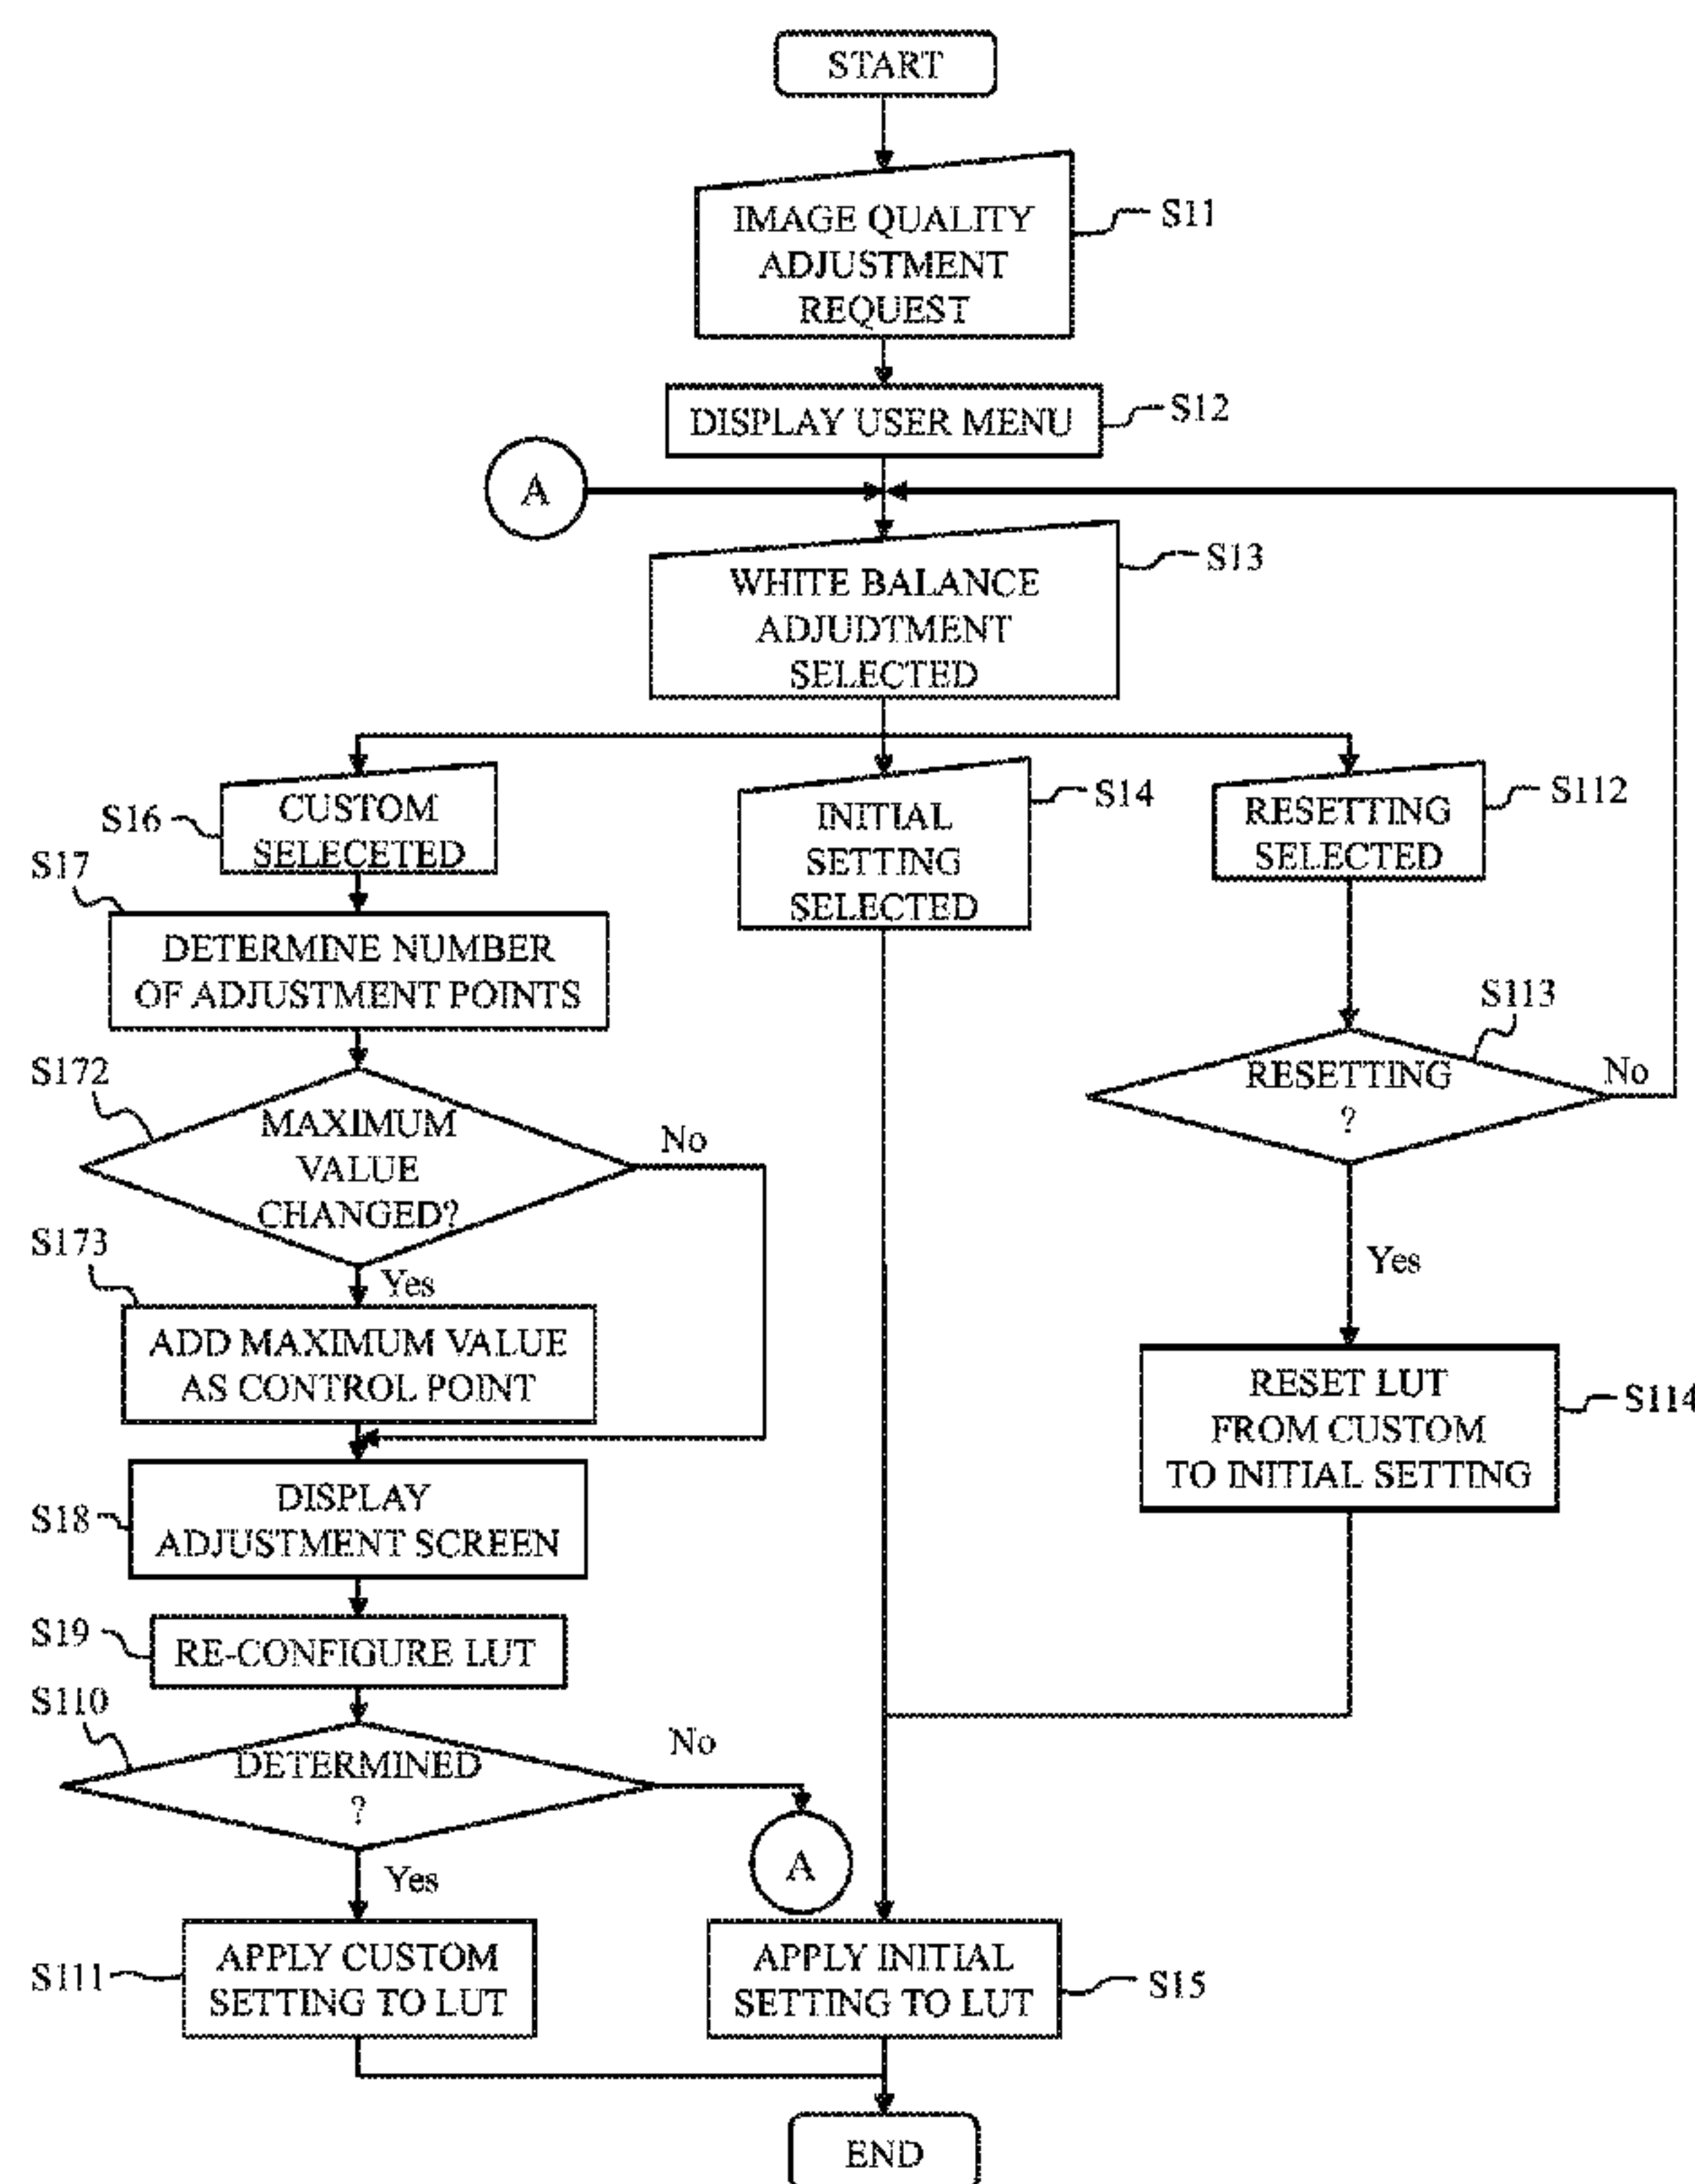 START
IMAGE QUALITY
ADJUSTMENT
REQUEST
S11
DISPLAY USER MENU
S12
A
WHITE BALANCE
ADJUDTMENT
SELECTED
S13
S16
CUSTOM
SELECETED
INITIAL
SETTING
SELECTED
S14
RESETTING
SELECTED
S112
S17
DETERMINE NUMBER
OF ADJUSTMENT POINTS
S113
RESETTING
?
No
S172
MAXIMUM
VALUE
CHANGED?
No
Yes
Yes
S173
ADD MAXIMUM VALUE
AS CONTROL POINT
RESET LUT
FROM CUSTOM
TO INITIAL SETTING
S114
S18
DISPLAY
ADJUSTMENT SCREEN
S19
RE-CONFIGURE LUT
S110
DETERMINED
?
No
A
Yes
S111
APPLY CUSTOM
SETTING TO LUT
APPLY INITIAL
SETTING TO LUT
S15
END